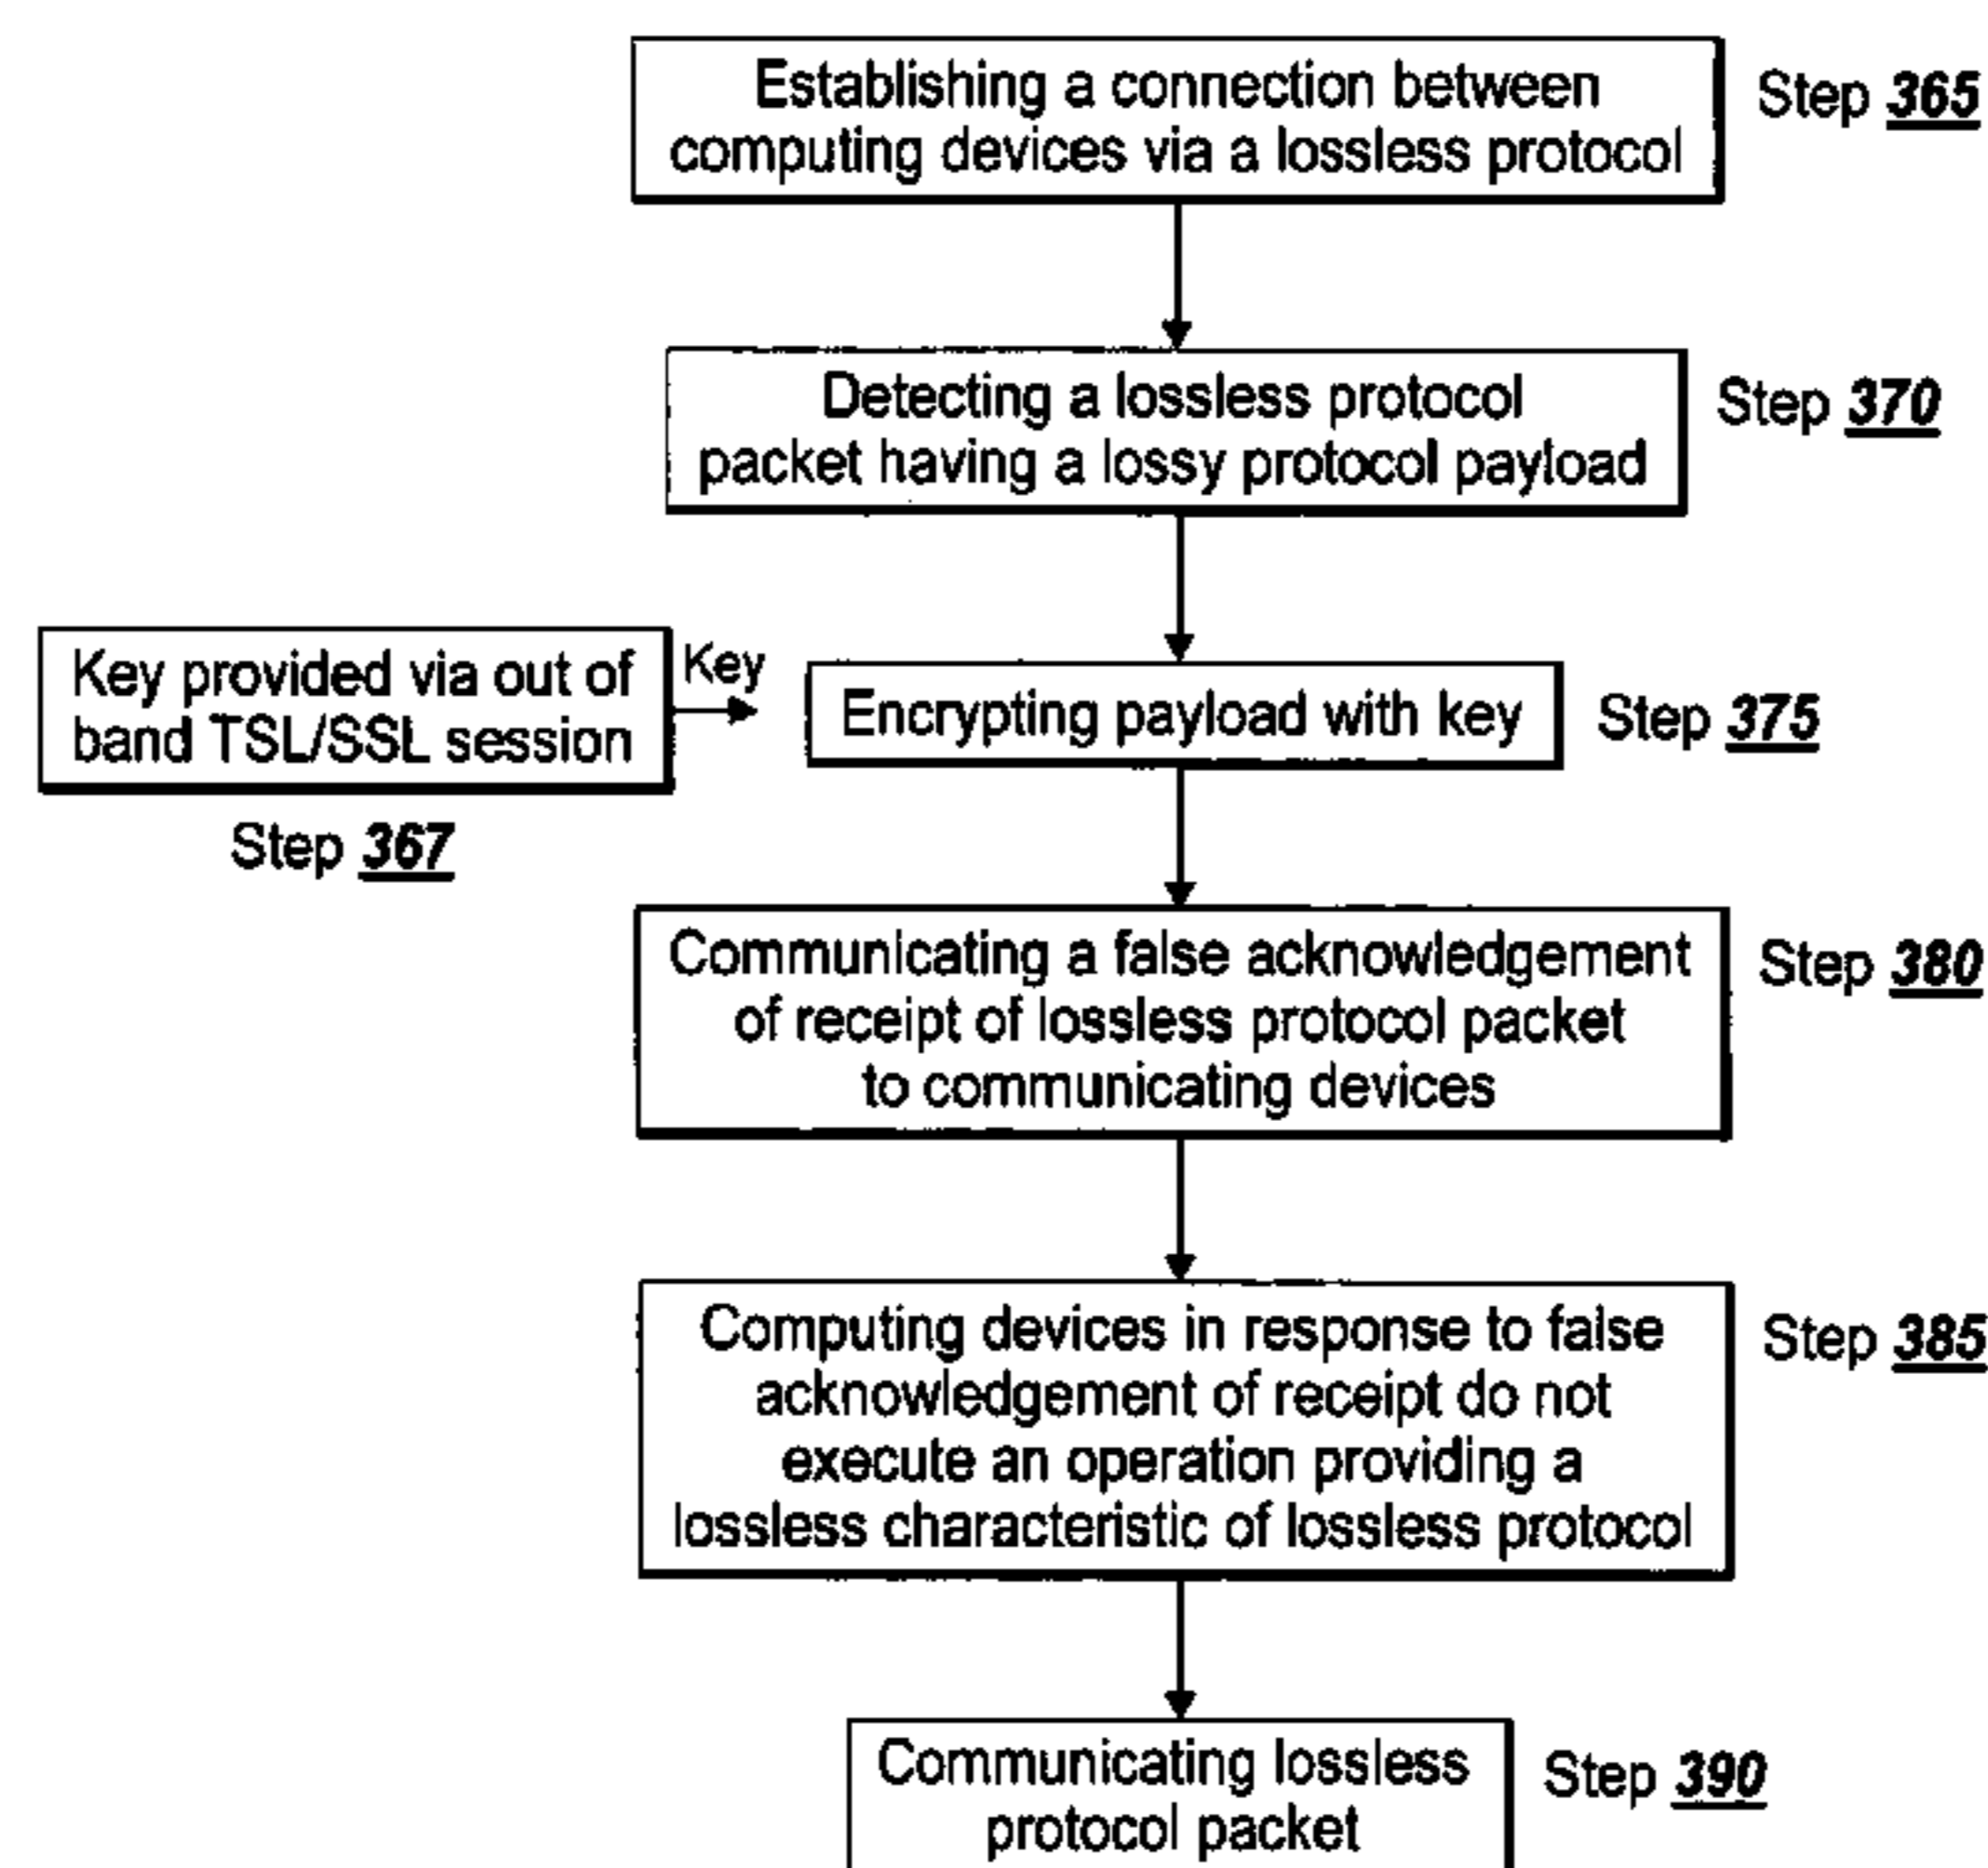 Establishing a connection between
computing devices via a lossless protocol
Step 365
Detecting a lossless protocol
packet having a lossy protocol payload
Step 370
Key provided via out of
band TSL/SSL session
Step 367
Key
Encrypting payload with key
Step 375
Communicating a false acknowledgement
of receipt of lossless protocol packet
to communicating devices
Step 380
Computing devices in response to false
acknowledgement of receipt do not
execute an operation providing a
lossless characteristic of lossless protocol
Step 385
Communicating lossless
protocol packet
Step 390